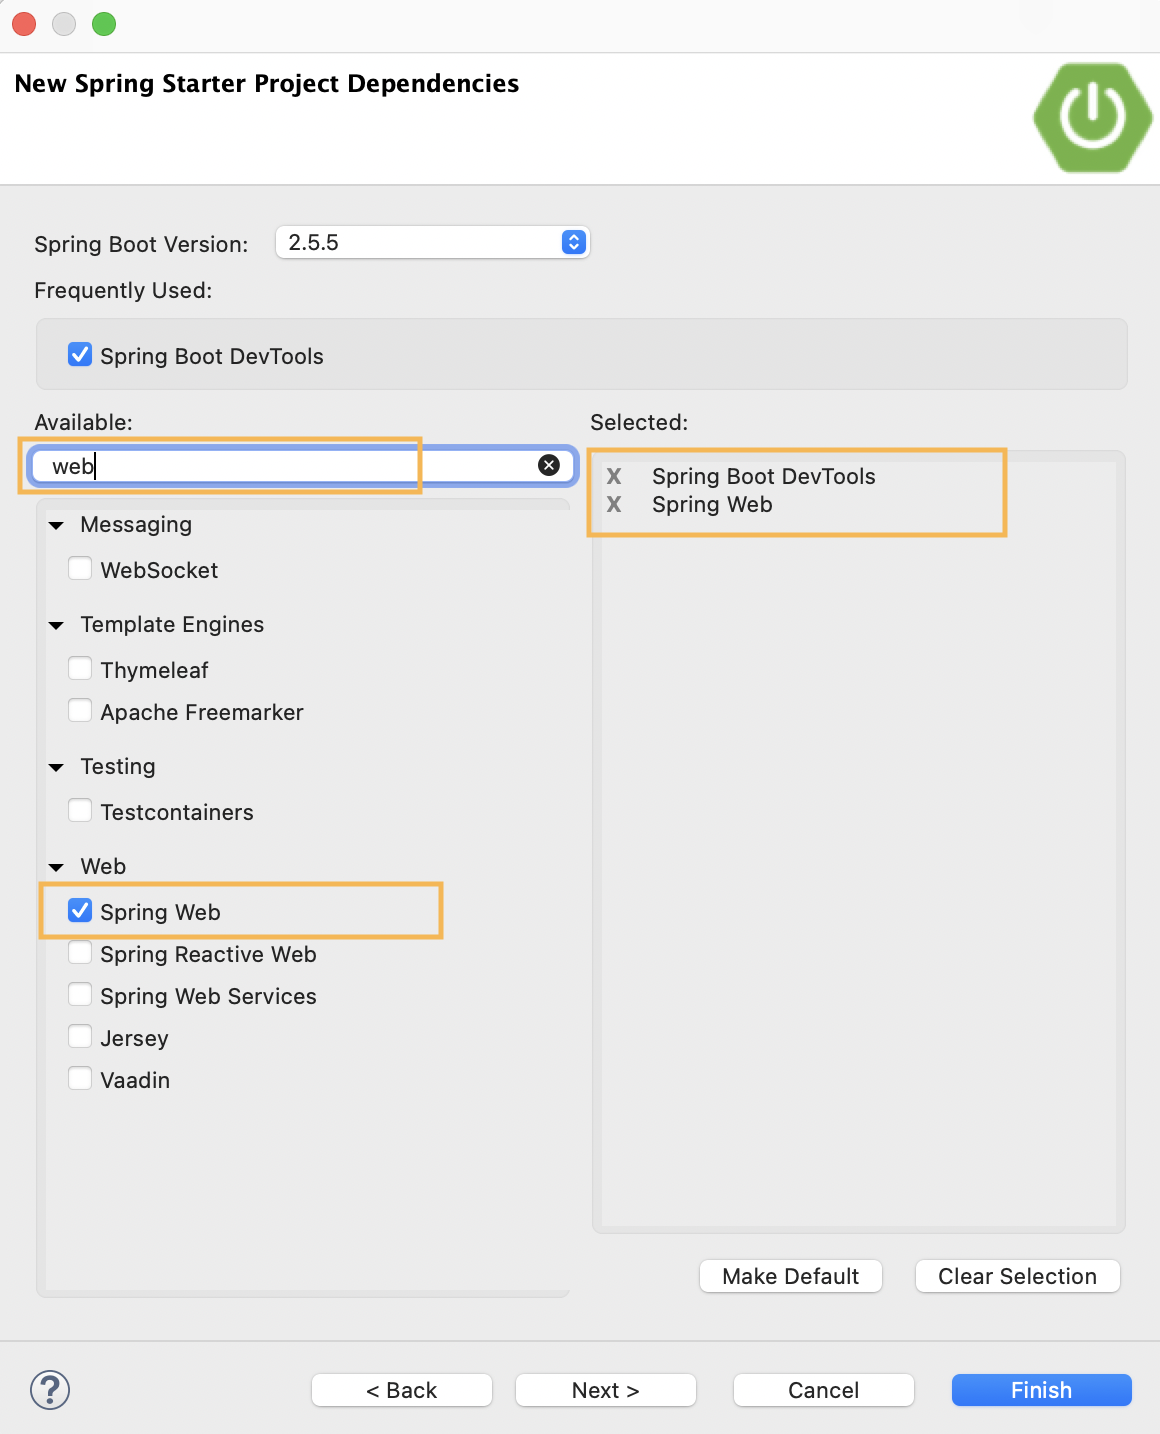 New Spring Starter Project Dependencies
Spring Boot Version: 2.5.5
Frequently Used:
Spring Boot DevTools
Available:
web
Messaging
WebSocket
Template Engines
Thymeleaf
Apache Freemarker
Testing
Testcontainers
Web
Spring Web
Spring Reactive Web
Spring Web Services
Jersey
Vaadin
Selected:
X Spring Boot DevTools
X Spring Web
Make Default
Clear Selection
?
< Back
Next >
Cancel
Finish